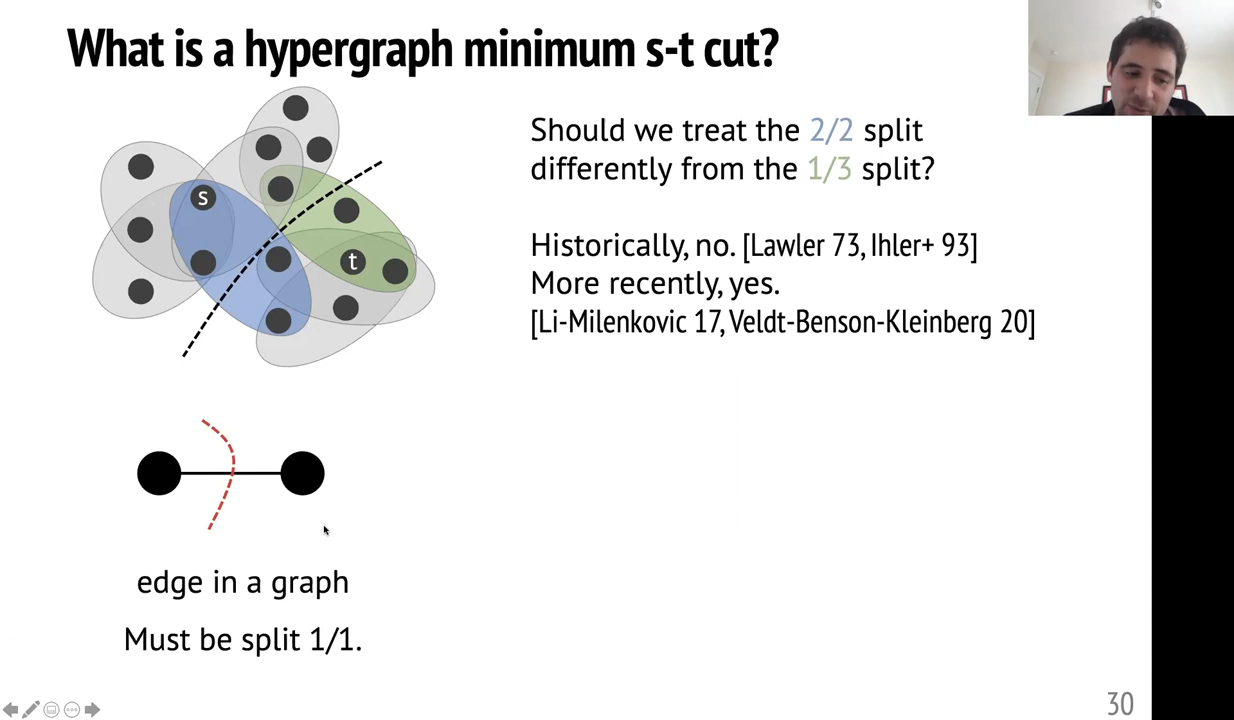 What is a hypergraph minimum s-t cut?
s
t
Should we treat the 2/2 split
differently from the 1/3 split?
Historically, no. [Lawler 73, Ihler+ 93]
More recently, yes.
[Li-Milenkovic 17, Veldt-Benson-Kleinberg 20]
edge in a graph
Must be split 1/1.
30